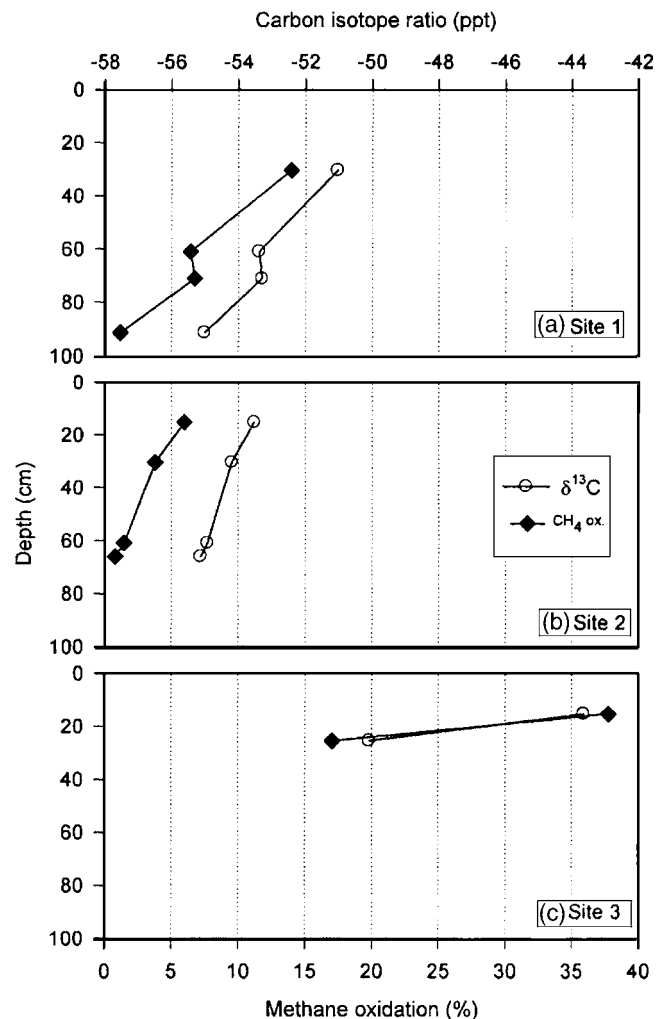 Carbon isotope ratio (ppt)
-58 -56 -54 -52 -50 -48 -46 -44 -42
0
20
40
60
80
100
(a) Site 1
0
20
40
60
80
100
Depth (cm)
δ¹³C
CH₄ ox.
(b) Site 2
0
20
40
60
80
100
(c) Site 3
0 5 10 15 20 25 30 35 40
Methane oxidation (%)